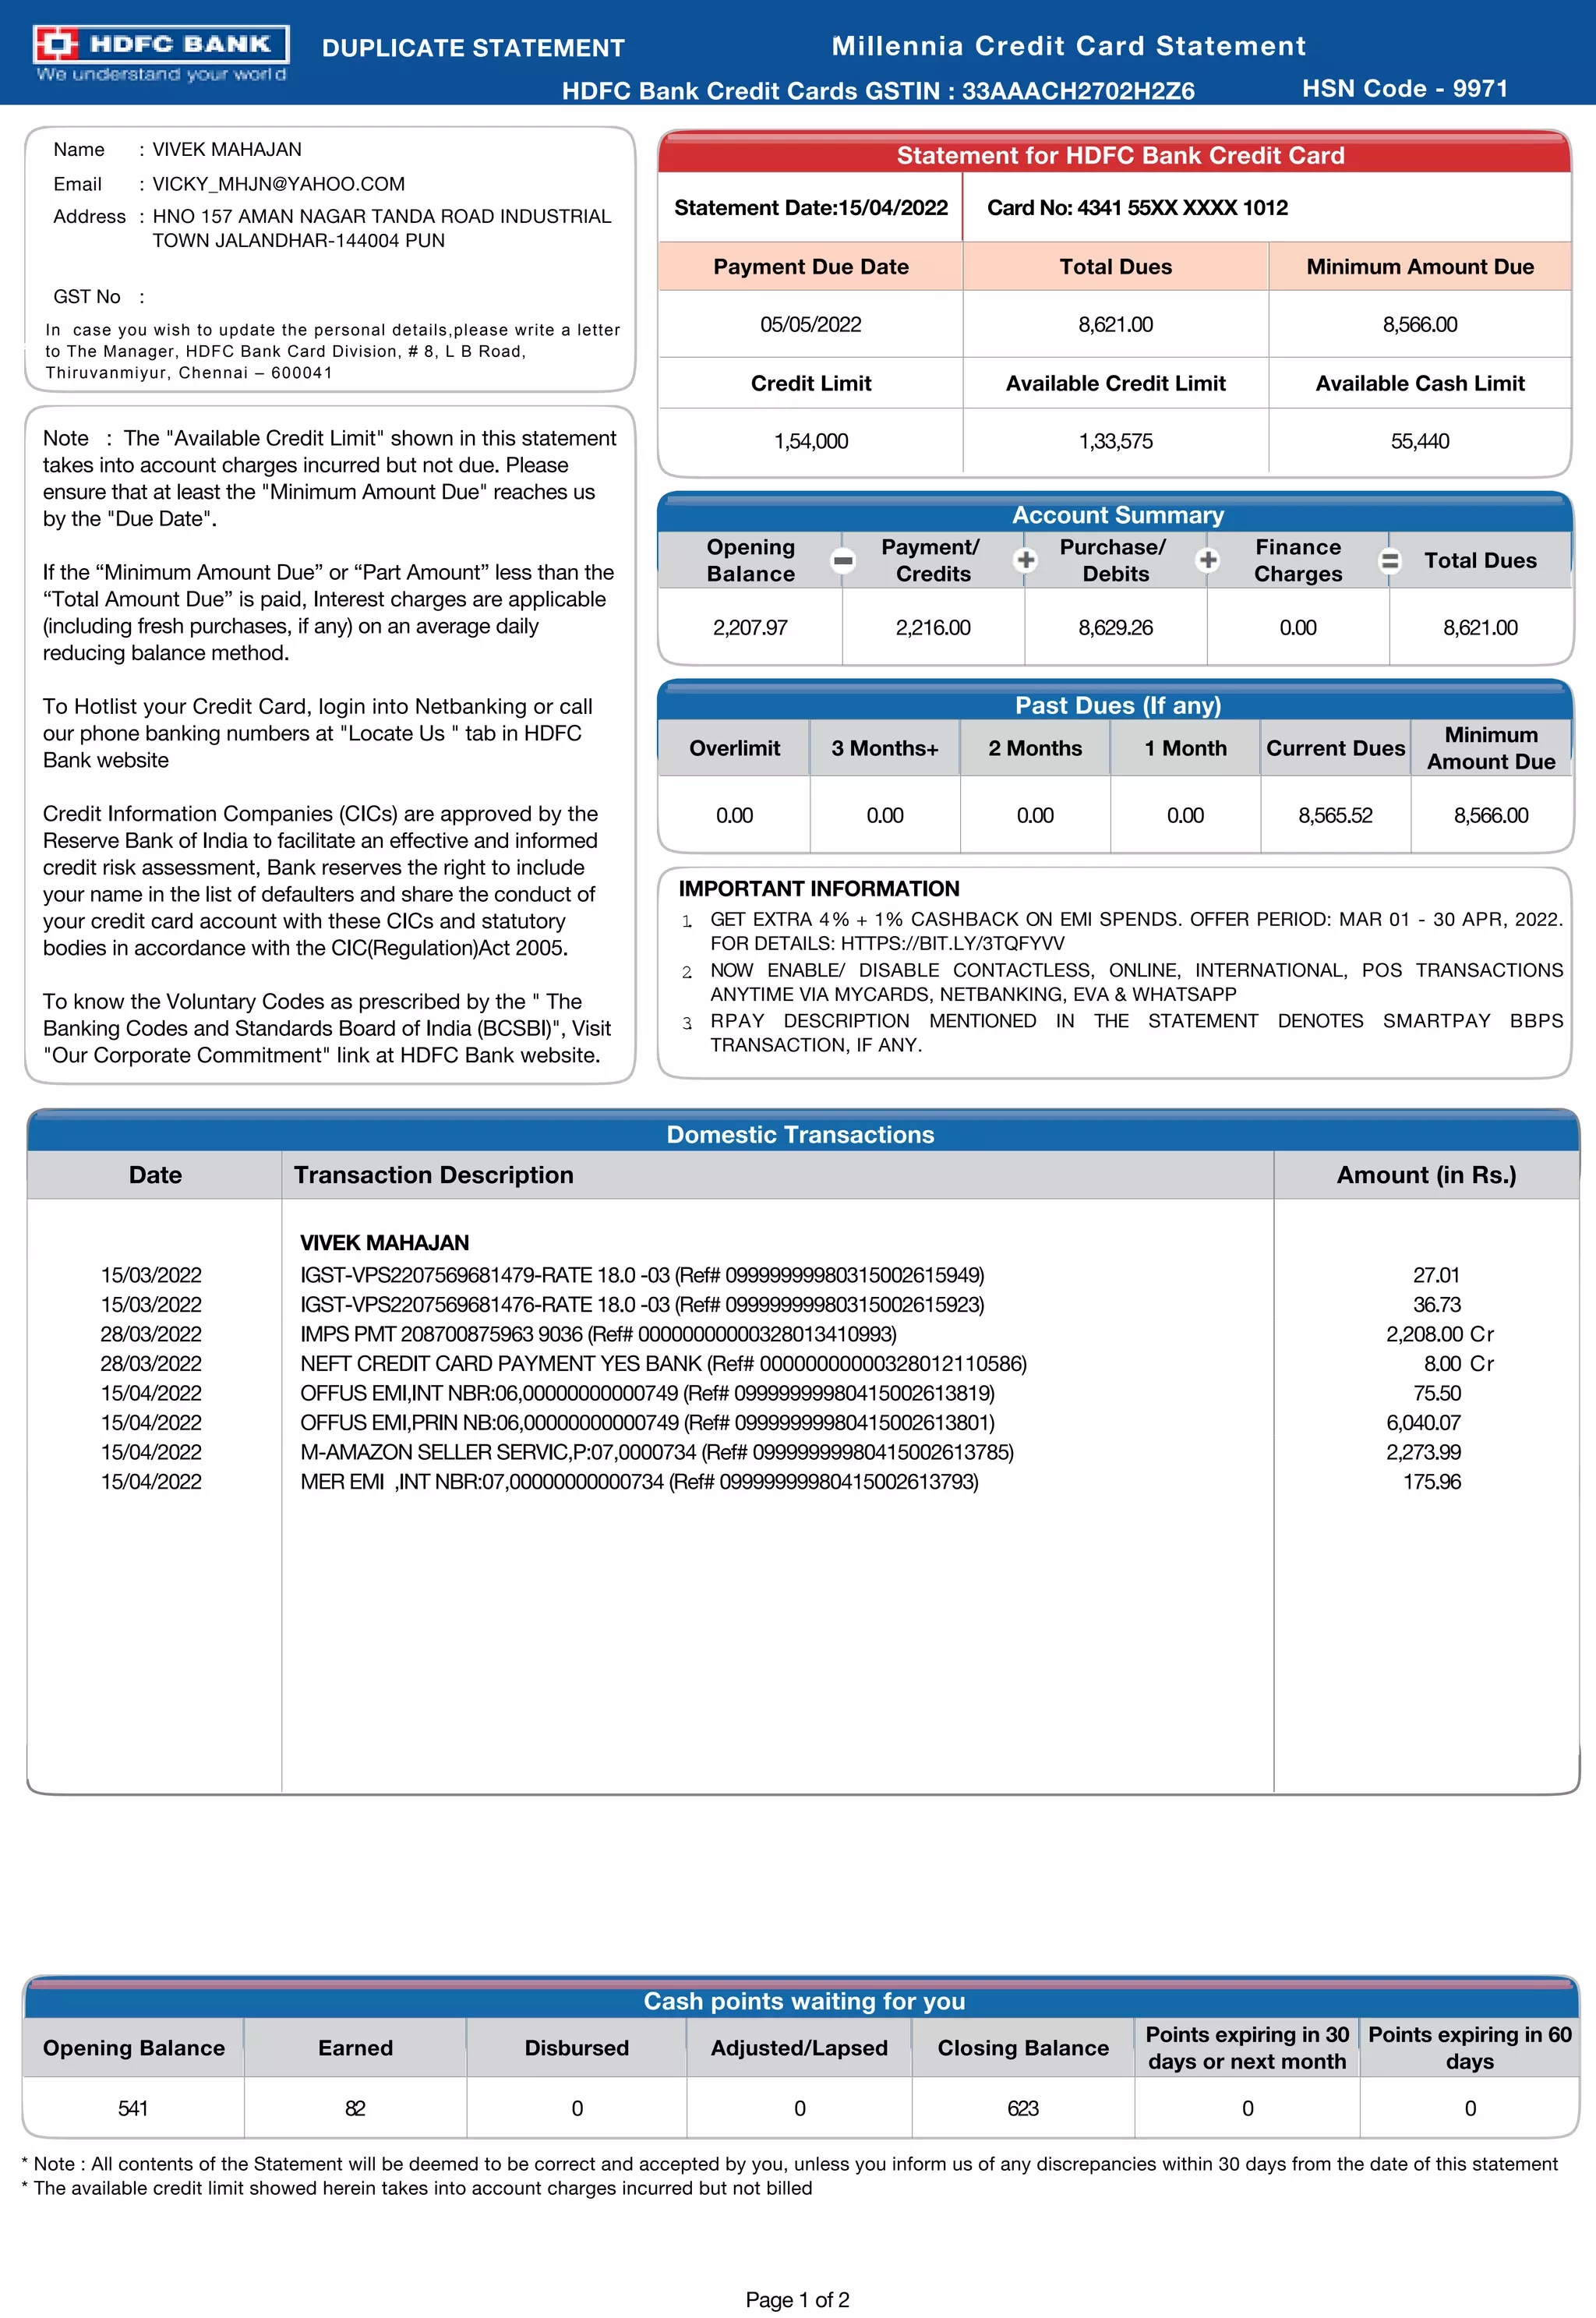 HDFC BANK
We understand your world
DUPLICATE STATEMENT
Millennia Credit Card Statement
HDFC Bank Credit Cards GSTIN : 33AAACH2702H2Z6
HSN Code - 9971
Name : VIVEK MAHAJAN
Email : VICKY_MHJN@YAHOO.COM
Address : HNO 157 AMAN NAGAR TANDA ROAD INDUSTRIAL
TOWN JALANDHAR-144004 PUN
GST No :
In case you wish to update the personal details,please write a letter
to The Manager, HDFC Bank Card Division, # 8, L B Road,
Thiruvanmiyur, Chennai – 600041
Note : The "Available Credit Limit" shown in this statement
takes into account charges incurred but not due. Please
ensure that at least the "Minimum Amount Due" reaches us
by the "Due Date".
If the “Minimum Amount Due” or “Part Amount” less than the
“Total Amount Due” is paid, Interest charges are applicable
(including fresh purchases, if any) on an average daily
reducing balance method.
To Hotlist your Credit Card, login into Netbanking or call
our phone banking numbers at "Locate Us " tab in HDFC
Bank website
Credit Information Companies (CICs) are approved by the
Reserve Bank of India to facilitate an effective and informed
credit risk assessment, Bank reserves the right to include
your name in the list of defaulters and share the conduct of
your credit card account with these CICs and statutory
bodies in accordance with the CIC(Regulation)Act 2005.
To know the Voluntary Codes as prescribed by the " The
Banking Codes and Standards Board of India (BCSBI)", Visit
"Our Corporate Commitment" link at HDFC Bank website.
Statement for HDFC Bank Credit Card
Statement Date:15/04/2022 Card No: 4341 55XX XXXX 1012
Payment Due Date Total Dues Minimum Amount Due
05/05/2022 8,621.00 8,566.00
Credit Limit Available Credit Limit Available Cash Limit
1,54,000 1,33,575 55,440
Account Summary
Opening Balance - Payment/ Credits + Purchase/ Debits + Finance Charges = Total Dues
2,207.97 2,216.00 8,629.26 0.00 8,621.00
Past Dues (If any)
Overlimit 3 Months+ 2 Months 1 Month Current Dues Minimum Amount Due
0.00 0.00 0.00 0.00 8,565.52 8,566.00
IMPORTANT INFORMATION
1. GET EXTRA 4% + 1% CASHBACK ON EMI SPENDS. OFFER PERIOD: MAR 01 - 30 APR, 2022.
FOR DETAILS: HTTPS://BIT.LY/3TQFYVV
2. NOW ENABLE/ DISABLE CONTACTLESS, ONLINE, INTERNATIONAL, POS TRANSACTIONS
ANYTIME VIA MYCARDS, NETBANKING, EVA & WHATSAPP
3. RPAY DESCRIPTION MENTIONED IN THE STATEMENT DENOTES SMARTPAY BBPS
TRANSACTION, IF ANY.
Domestic Transactions
Date Transaction Description Amount (in Rs.)
VIVEK MAHAJAN
15/03/2022 IGST-VPS2207569681479-RATE 18.0 -03 (Ref# 09999999980315002615949) 27.01
15/03/2022 IGST-VPS2207569681476-RATE 18.0 -03 (Ref# 09999999980315002615923) 36.73
28/03/2022 IMPS PMT 208700875963 9036 (Ref# 00000000000328013410993) 2,208.00 Cr
28/03/2022 NEFT CREDIT CARD PAYMENT YES BANK (Ref# 00000000000328012110586) 8.00 Cr
15/04/2022 OFFUS EMI,INT NBR:06,00000000000749 (Ref# 09999999980415002613819) 75.50
15/04/2022 OFFUS EMI,PRIN NB:06,00000000000749 (Ref# 09999999980415002613801) 6,040.07
15/04/2022 M-AMAZON SELLER SERVIC,P:07,0000734 (Ref# 09999999980415002613785) 2,273.99
15/04/2022 MER EMI ,INT NBR:07,00000000000734 (Ref# 09999999980415002613793) 175.96
Cash points waiting for you
Opening Balance Earned Disbursed Adjusted/Lapsed Closing Balance Points expiring in 30 days or next month Points expiring in 60 days
541 82 0 0 623 0 0
* Note : All contents of the Statement will be deemed to be correct and accepted by you, unless you inform us of any discrepancies within 30 days from the date of this statement
* The available credit limit showed herein takes into account charges incurred but not billed
Page 1 of 2